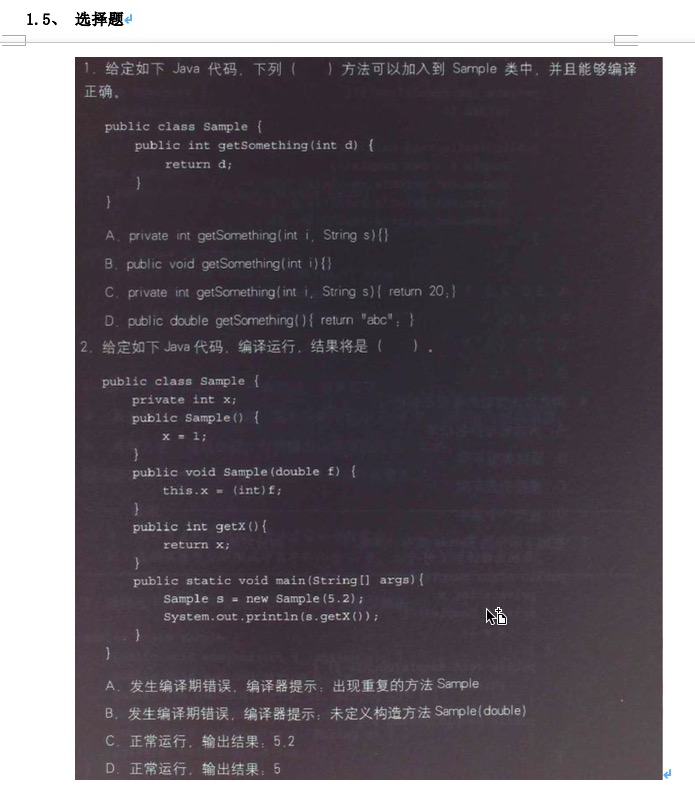 1.5、 选择题
1. 给定如下 Java 代码, 下列 (    ) 方法可以加入到 Sample 类中, 并且能够编译
正确。
public class Sample {
public int getSomething(int d) {
return d;
}
}
A. private int getSomething(int i, String s){}
B. public void getSomething(int i){}
C. private int getSomething(int i, String s){ return 20;}
D. public double getSomething(){ return "abc"; }
2. 给定如下 Java 代码, 编译运行, 结果将是 (    ) 。
public class Sample {
private int x;
public Sample() {
x = 1;
}
public void Sample(double f) {
this.x = (int)f;
}
public int getX(){
return x;
}
public static void main(String[] args){
Sample s = new Sample(5.2);
System.out.println(s.getX());
}
}
A. 发生编译期错误, 编译器提示: 出现重复的方法 Sample
B. 发生编译期错误, 编译器提示: 未定义构造方法 Sample(double)
C. 正常运行, 输出结果: 5.2
D. 正常运行, 输出结果: 5